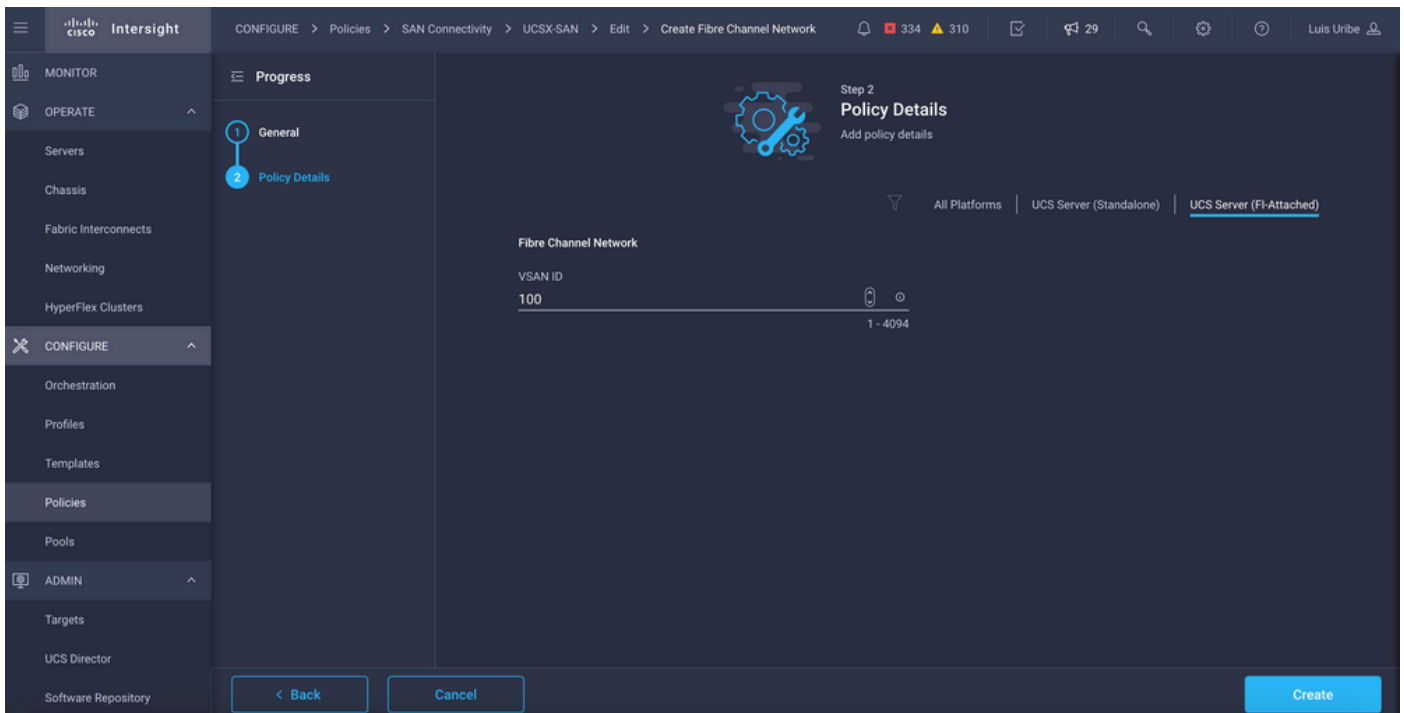 CISCO Intersight
CONFIGURE > Policies > SAN Connectivity > UCSX-SAN > Edit > Create Fibre Channel Network
334 310
29
Luis Uribe
MONITOR
OPERATE
Servers
Chassis
Fabric Interconnects
Networking
HyperFlex Clusters
CONFIGURE
Orchestration
Profiles
Templates
Policies
Pools
ADMIN
Targets
UCS Director
Software Repository
Progress
1 General
2 Policy Details
Step 2
Policy Details
Add policy details
All Platforms | UCS Server (Standalone) | UCS Server (FI-Attached)
Fibre Channel Network
VSAN ID
100
1 - 4094
< Back
Cancel
Create